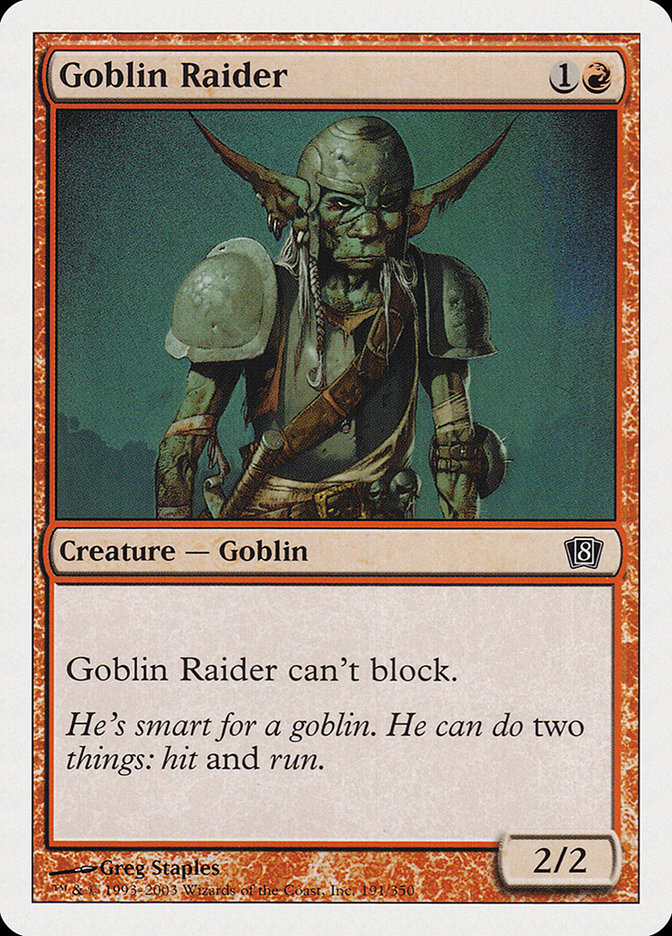 Goblin Raider
1
Creature — Goblin
8
Goblin Raider can't block.
He's smart for a goblin. He can do two
things: hit and run.
2/2
Greg Staples
™ & © 1993–2003 Wizards of the Coast, Inc. 191/350